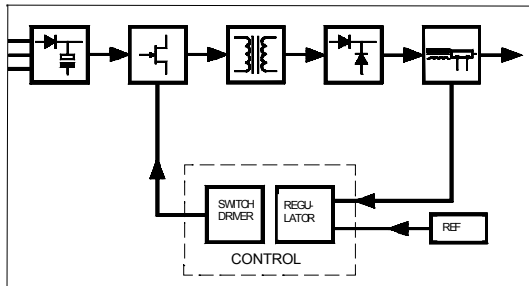 SWITCH
DRIVER
REGU-
LATOR
REF
CONTROL